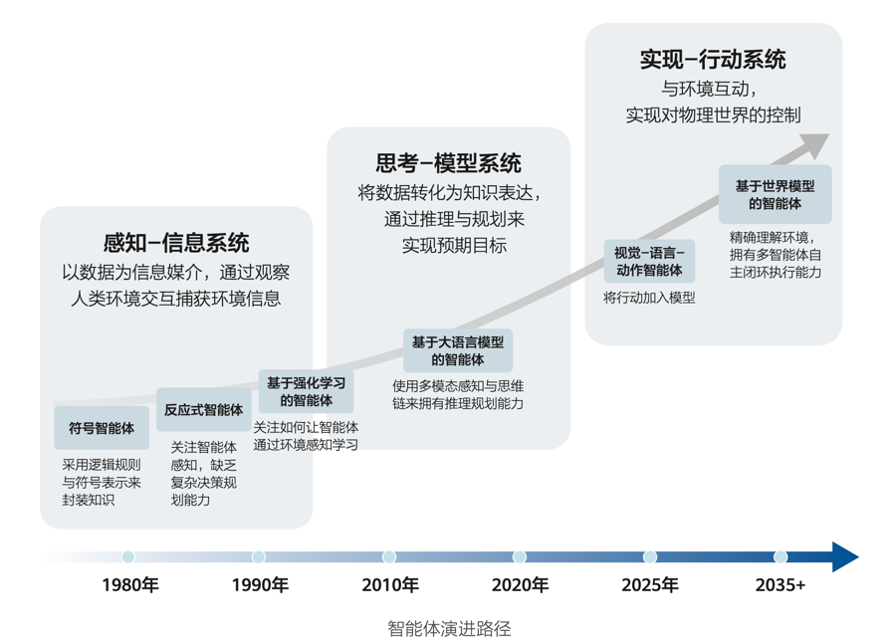 实现–行动系统
与环境互动，
实现对物理世界的控制
思考–模型系统
将数据转化为知识表达，
通过推理与规划来
实现预期目标
感知–信息系统
以数据为信息媒介，通过观察
人类环境交互捕获环境信息
基于世界模型
的智能体
精确理解环境，
拥有多智能体自
主闭环执行能力
视觉–语言–
动作智能体
将行动加入模型
基于大语言模型
的智能体
使用多模态感知与思维
链来拥有推理规划能力
基于强化学习
的智能体
关注如何让智能体
通过环境感知学习
反应式智能体
关注智能体
感知，缺乏
复杂决策规
划能力
符号智能体
采用逻辑规则
与符号表示来
封装知识
1980年
1990年
2010年
2020年
2025年
2035+
智能体演进路径